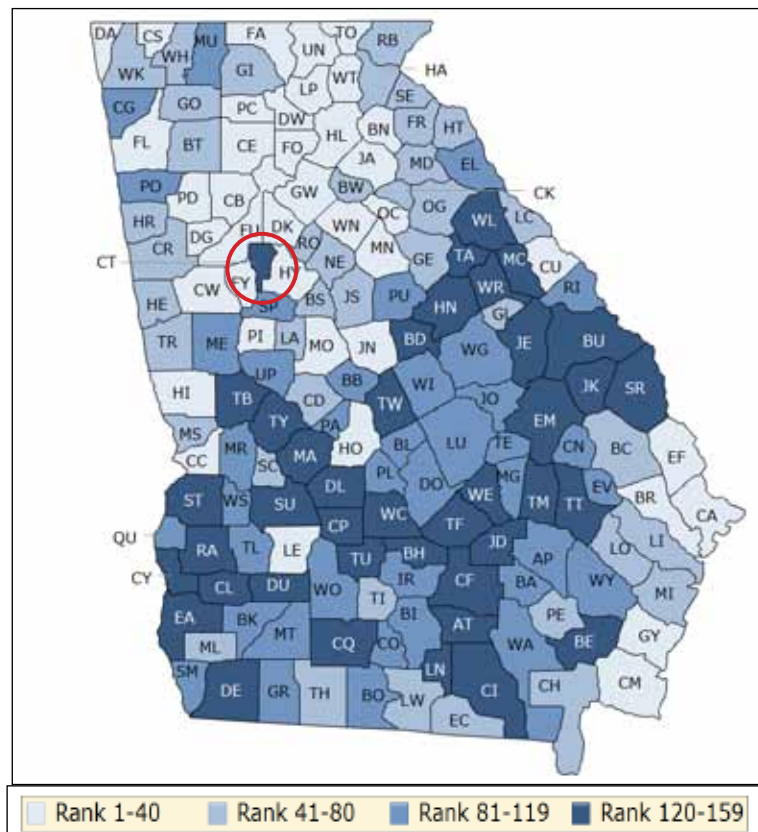 DA CS FA TO RB
WK WH MU GI UN HA
LP WT
CG GO PC DW SE
FR HT
FL BT CE FO HL BN
JA MD EL
PO PD CB GW BW CK
HR DG FU DK WN OC OG WL LC
CT CR RO MN GE TA MC CU
CW FY HY NE WR RI
HE SP BS JS PU HN GL
TR ME PI LA MO JN BD WG JE BU
UP BB WI JK SR
HI TB CD TW JO
TY PA EM
MS MR HO BL LU TE CN BC EF
CC SC MA PL MG
ST WS SU DL DO WE TM TT EV BR CA
QU CP WC TF LO LI
RA TL LE TU BH JD AP
CY CL DU WO IR CF BA WY MI
EA BK TI BI PE
ML MT CQ CO AT WA BE GY
SM LN
DE GR TH BO LW CI CH CM
EC
Rank 1-40 Rank 41-80 Rank 81-119 Rank 120-159